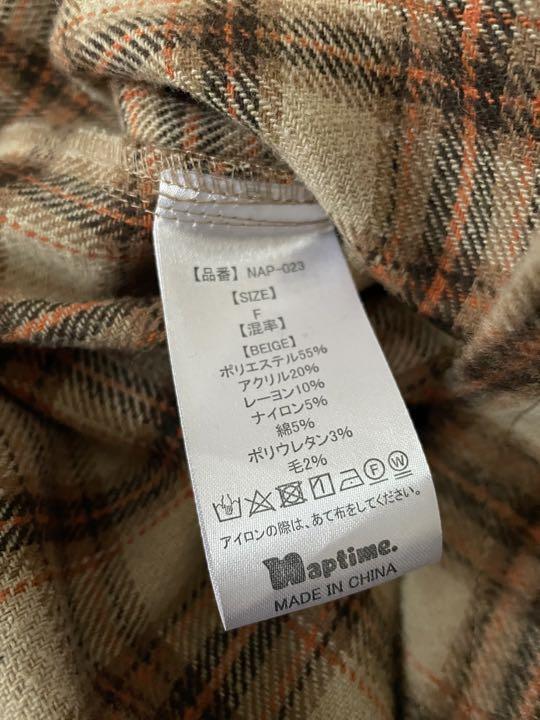 【品番】 NAP-023
【SIZE】
F
【混率】
【BEIGE】
ポリエステル55%
アクリル20%
レーヨン10%
ナイロン5%
綿5%
ポリウレタン3%
毛2%
F W
アイロンの際は、あて布をしてください。
Naptime.
MADE IN CHINA